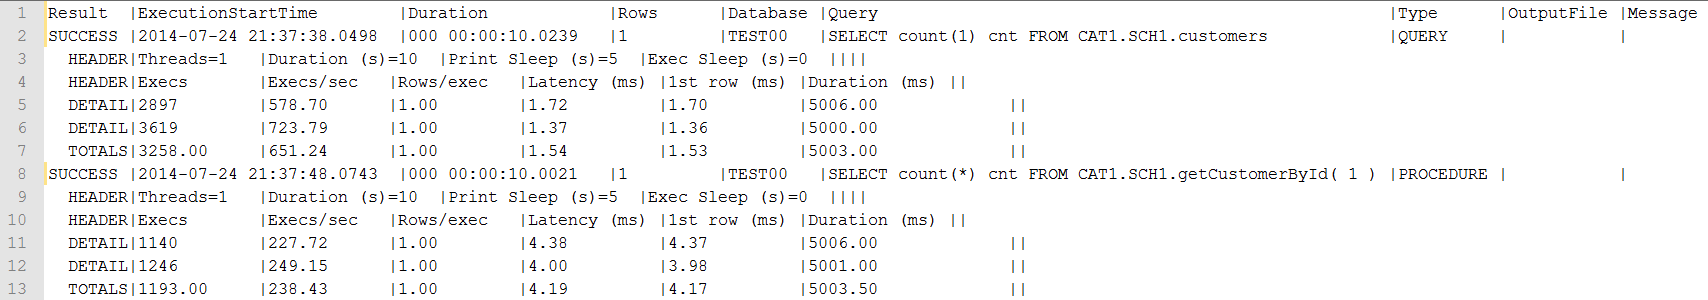 1 Result |ExecutionStartTime |Duration |Rows |Database |Query |Type |OutputFile |Message
2 SUCCESS |2014-07-24 21:37:38.0498 |000 00:00:10.0239 |1 |TEST00 |SELECT count(1) cnt FROM CAT1.SCH1.customers |QUERY | |
3 HEADER|Threads=1 |Duration (s)=10 |Print Sleep (s)=5 |Exec Sleep (s)=0 ||||
4 HEADER|Execs |Execs/sec |Rows/exec |Latency (ms) |1st row (ms) |Duration (ms) ||
5 DETAIL|2897 |578.70 |1.00 |1.72 |1.70 |5006.00 ||
6 DETAIL|3619 |723.79 |1.00 |1.37 |1.36 |5000.00 ||
7 TOTALS|3258.00 |651.24 |1.00 |1.54 |1.53 |5003.00 ||
8 SUCCESS |2014-07-24 21:37:48.0743 |000 00:00:10.0021 |1 |TEST00 |SELECT count(*) cnt FROM CAT1.SCH1.getCustomerById( 1 ) |PROCEDURE | |
9 HEADER|Threads=1 |Duration (s)=10 |Print Sleep (s)=5 |Exec Sleep (s)=0 ||||
10 HEADER|Execs |Execs/sec |Rows/exec |Latency (ms) |1st row (ms) |Duration (ms) ||
11 DETAIL|1140 |227.72 |1.00 |4.38 |4.37 |5006.00 ||
12 DETAIL|1246 |249.15 |1.00 |4.00 |3.98 |5001.00 ||
13 TOTALS|1193.00 |238.43 |1.00 |4.19 |4.17 |5003.50 ||